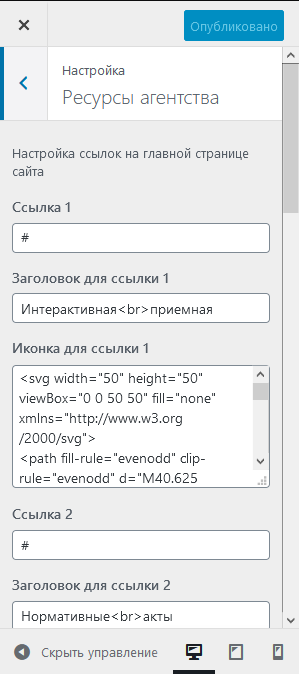 Опубликовано
Настройка
Ресурсы агентства
Настройка ссылок на главной странице
сайта
Ссылка 1
#
Заголовок для ссылки 1
Интерактивная<br>приемная
Иконка для ссылки 1
<svg width="50" height="50"
viewBox="0 0 50 50" fill="none"
xmlns="http://www.w3.org
/2000/svg">
<path fill-rule="evenodd" clip-
rule="evenodd" d="M40.625
Ссылка 2
#
Заголовок для ссылки 2
Нормативные<br>акты
Скрыть управление